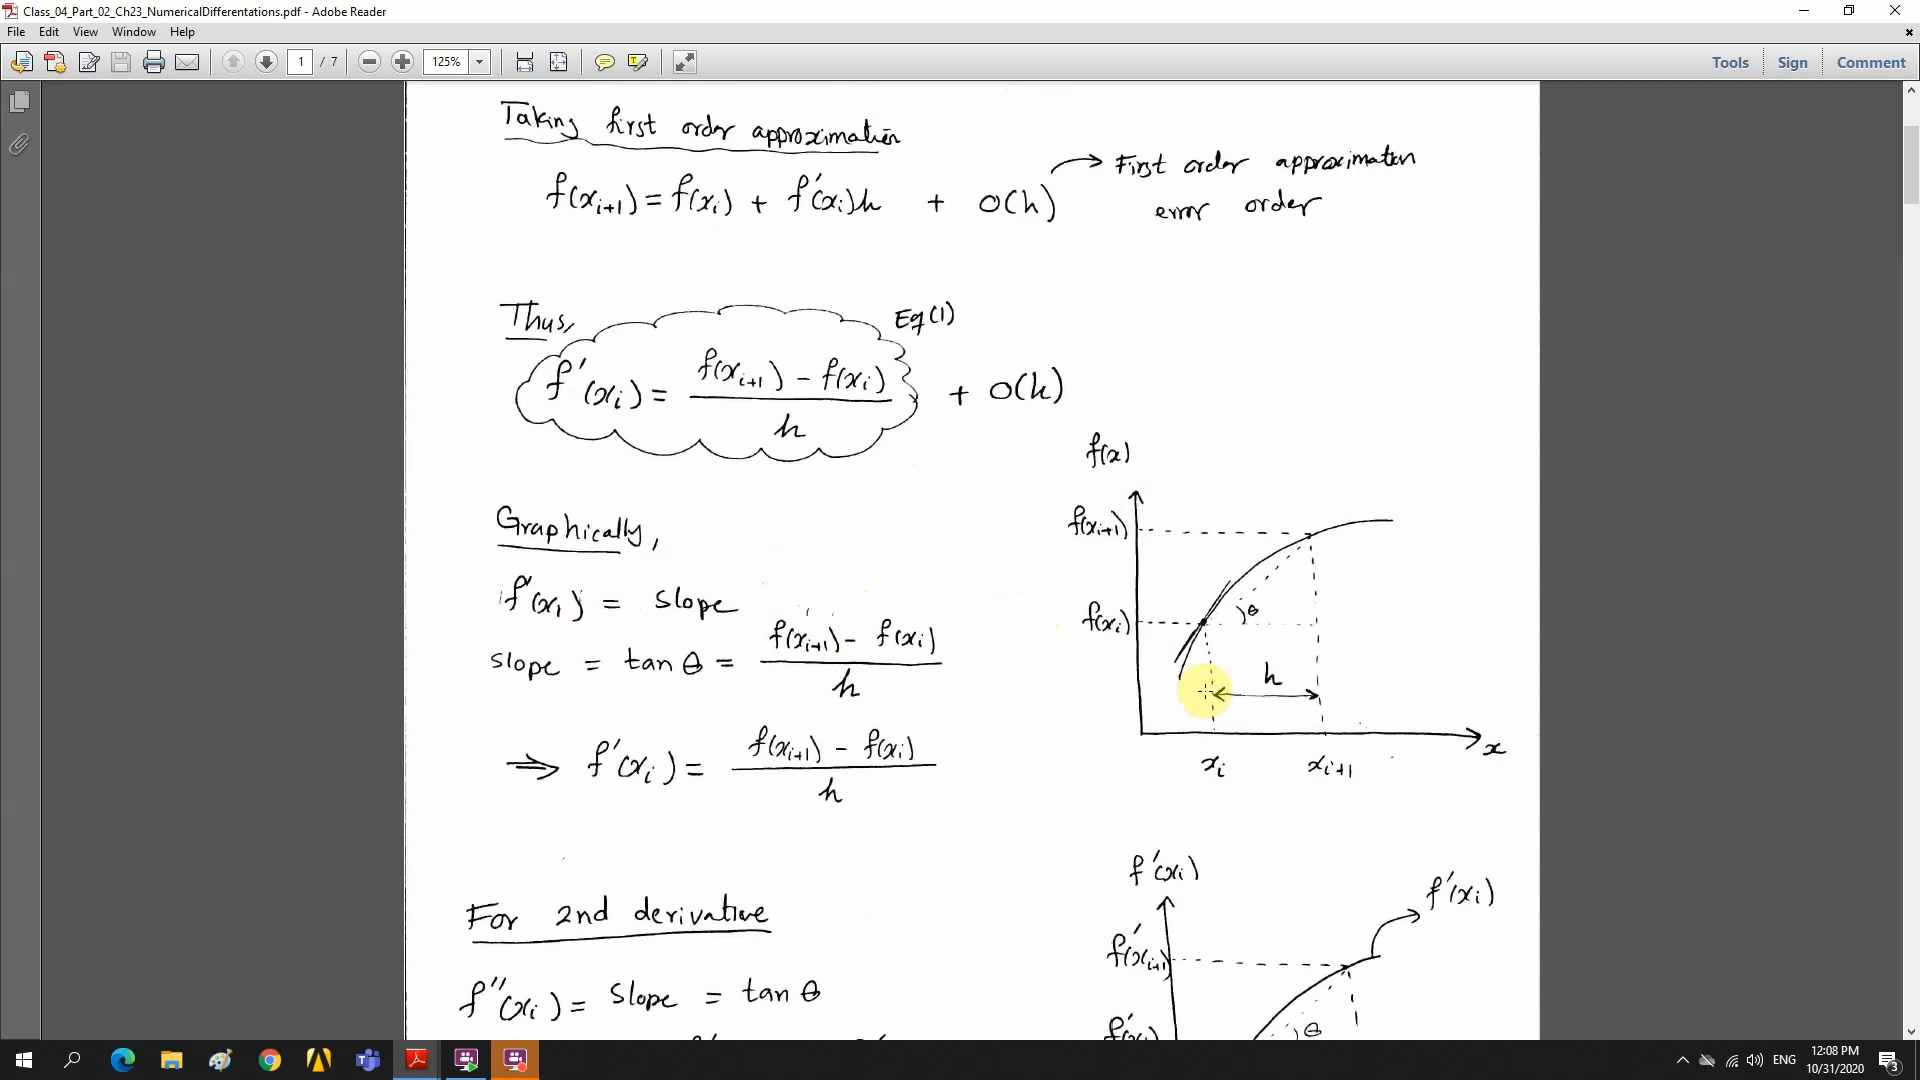 Class_04_Part_02_Ch23_NumericalDifferentations.pdf - Adobe Reader
File Edit View Window Help
1 / 7 125% Tools Sign Comment
Taking first order approximation
f(xᵢ₊₁) = f(xᵢ) + f'(xᵢ)h + O(h) → First order approximation
error order
Thus, Eq(1)
f'(xᵢ) = (f(xᵢ₊₁) - f(xᵢ)) / h + O(h)
f(x)
Graphically,
f(xᵢ₊₁)
f'(xᵢ) = slope
f(xᵢ) θ
slope = tan θ = (f(xᵢ₊₁) - f(xᵢ)) / h
h
⇒ f'(xᵢ) = (f(xᵢ₊₁) - f(xᵢ)) / h
x
xᵢ xᵢ₊₁
f'(xᵢ)
f'(xᵢ)
For 2nd derivative
f'(xᵢ₊₁)
f''(xᵢ) = slope = tan θ
f'(xᵢ) θ
ENG
12:08 PM
10/31/2020
3